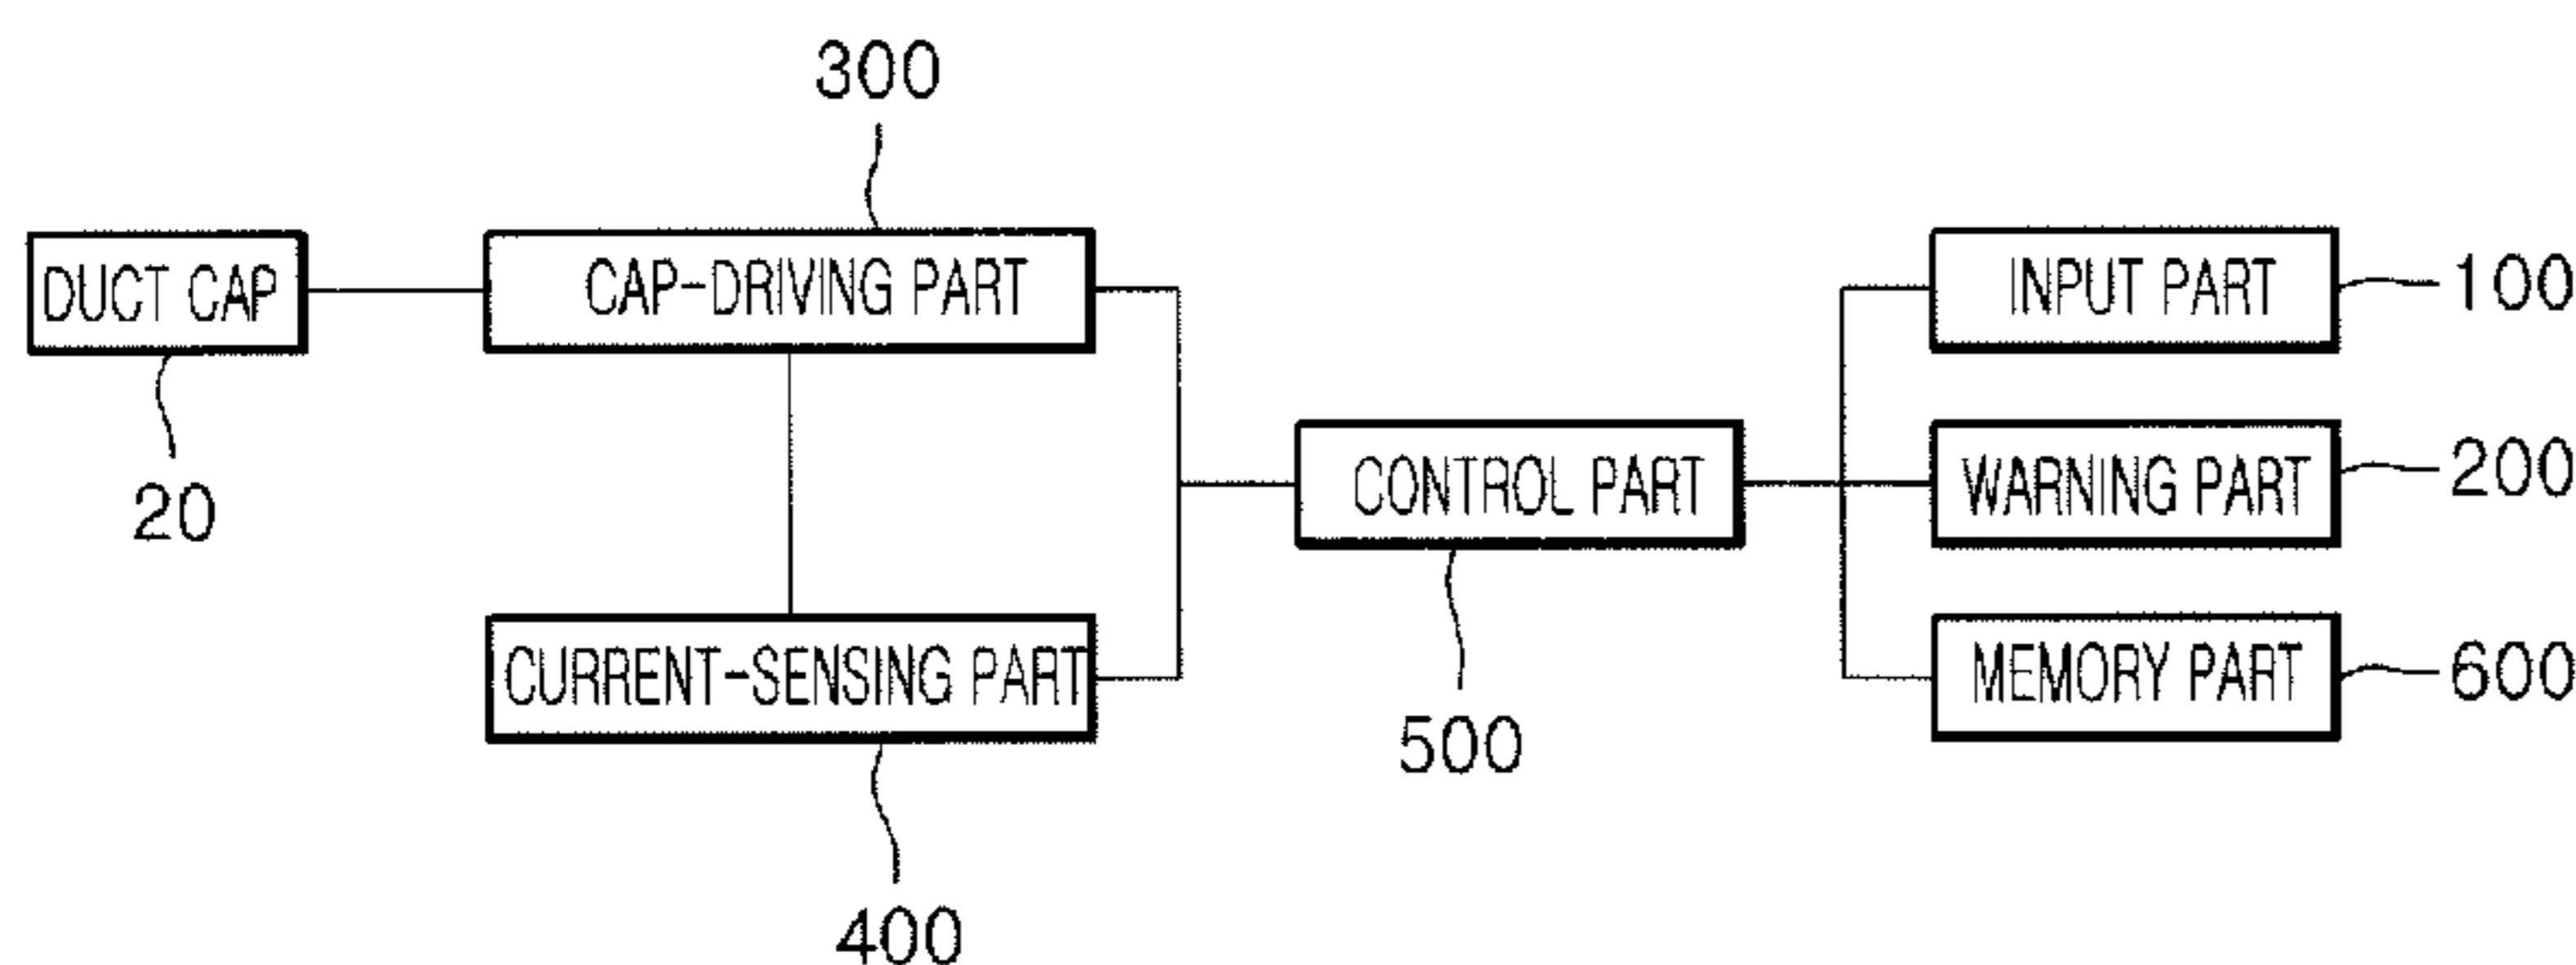 300
DUCT CAP
CAP-DRIVING PART
INPUT PART
100
20
CONTROL PART
WARNING PART
200
CURRENT-SENSING PART
MEMORY PART
600
500
400